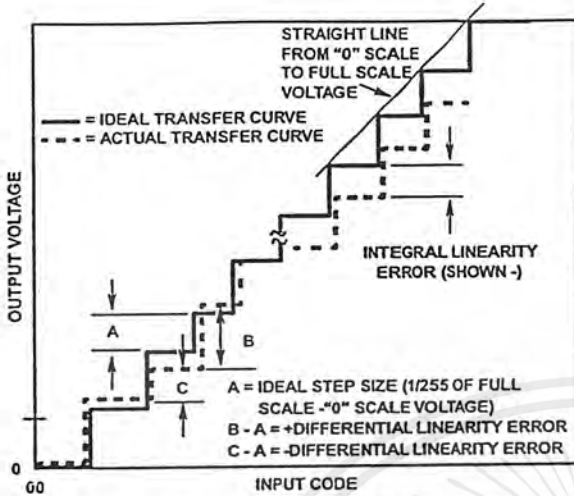 STRAIGHT LINE
FROM "0" SCALE
TO FULL SCALE
VOLTAGE
= IDEAL TRANSFER CURVE
= ACTUAL TRANSFER CURVE
OUTPUT VOLTAGE
INTEGRAL LINEARITY
ERROR (SHOWN -)
A
B
C
A = IDEAL STEP SIZE (1/255 OF FULL
SCALE -"0" SCALE VOLTAGE)
B - A = +DIFFERENTIAL LINEARITY ERROR
C - A = -DIFFERENTIAL LINEARITY ERROR
0
00
INPUT CODE